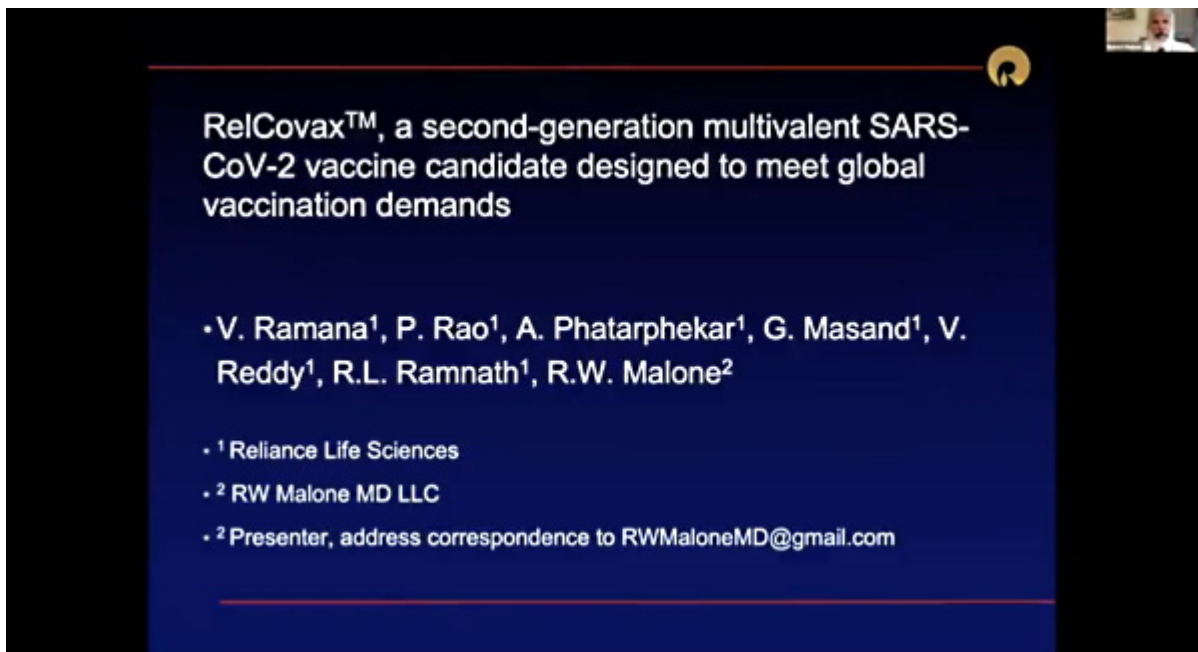 RelCovax™, a second-generation multivalent SARS-
CoV-2 vaccine candidate designed to meet global
vaccination demands
• V. Ramana¹, P. Rao¹, A. Phatarphekar¹, G. Masand¹, V.
Reddy¹, R.L. Ramnath¹, R.W. Malone²
• ¹ Reliance Life Sciences
• ² RW Malone MD LLC
• ² Presenter, address correspondence to RWMaloneMD@gmail.com